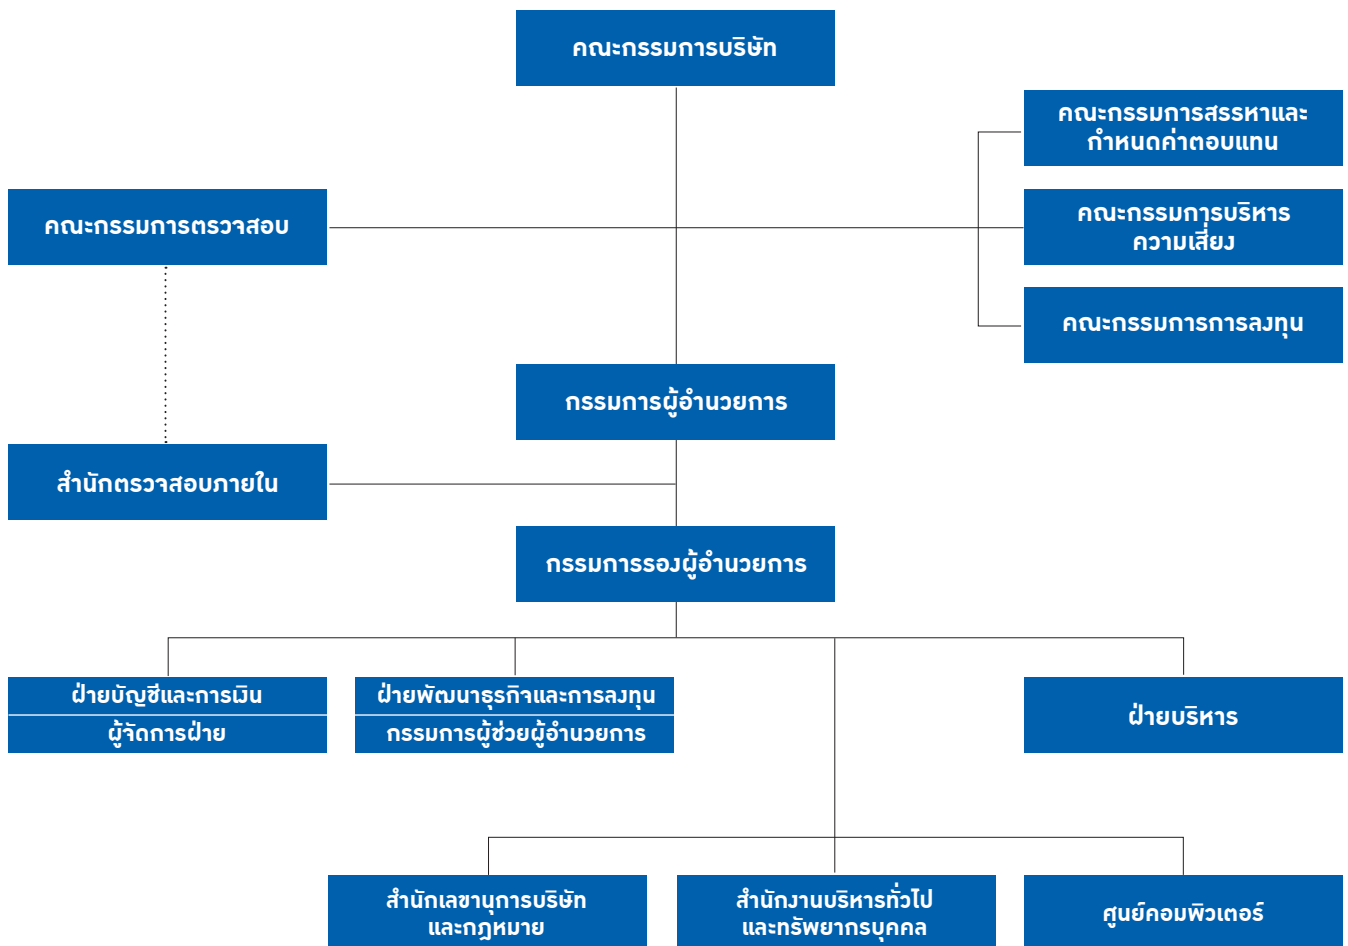 คณะกรรมการบริษัท
คณะกรรมการสรรหาและ
กำหนดค่าตอบแทน
คณะกรรมการตรวจสอบ
คณะกรรมการบริหาร
ความเสี่ยง
คณะกรรมการการลงทุน
กรรมการผู้อำนวยการ
สำนักตรวจสอบภายใน
กรรมการรองผู้อำนวยการ
ฝ่ายบัญชีและการเงิน
ผู้จัดการฝ่าย
ฝ่ายพัฒนาธุรกิจและการลงทุน
กรรมการผู้ช่วยผู้อำนวยการ
ฝ่ายบริหาร
สำนักเลขานุการบริษัท
และกฎหมาย
สำนักงานบริหารทั่วไป
และทรัพยากรบุคคล
ศูนย์คอมพิวเตอร์